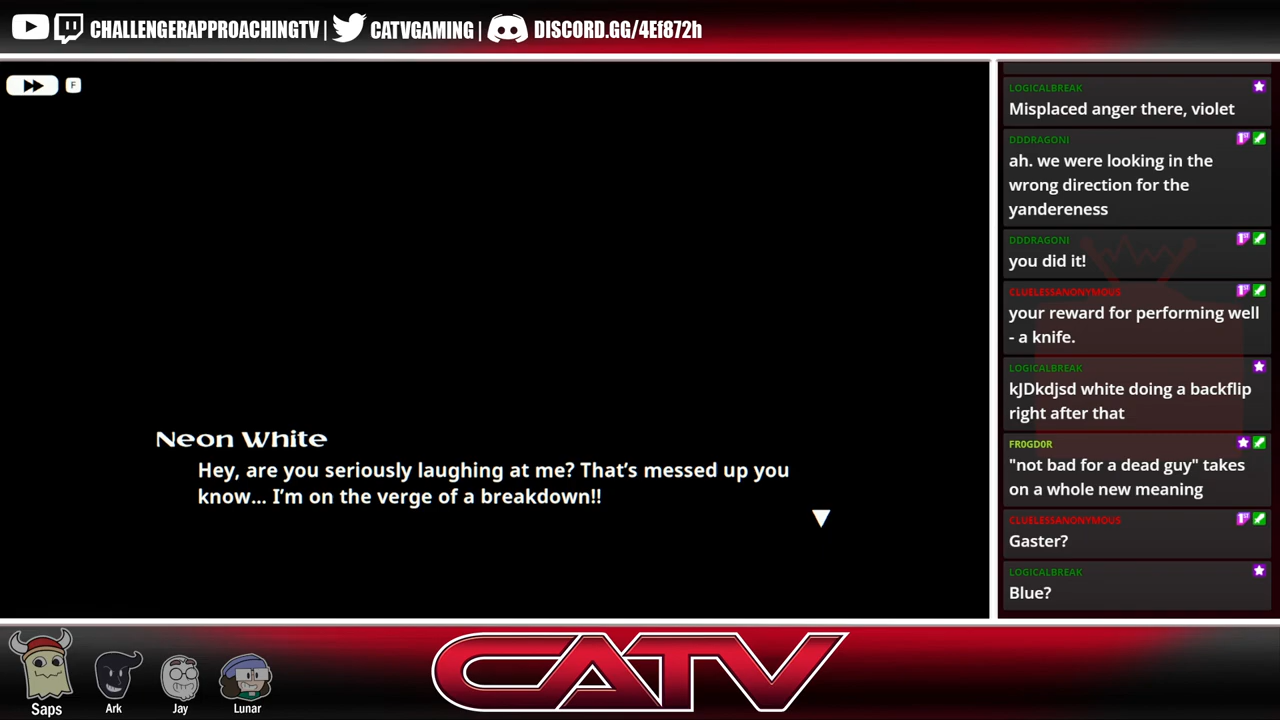 CHALLENGERAPPROACHINGTV | CATVGAMING | DISCORD.GG/4Ef872h
F
LOGICALBREAK
Misplaced anger there, violet
DDDRAGONI
ah. we were looking in the
wrong direction for the
yandereness
DDDRAGONI
you did it!
CLUELESSANONYMOUS
your reward for performing well
- a knife.
LOGICALBREAK
kJDkdjsd white doing a backflip
right after that
FR0GD0R
"not bad for a dead guy" takes
on a whole new meaning
CLUELESSANONYMOUS
Gaster?
LOGICALBREAK
Blue?
Neon White
Hey, are you seriously laughing at me? That's messed up you
know... I'm on the verge of a breakdown!!
Saps
Ark
Jay
Lunar
CATV